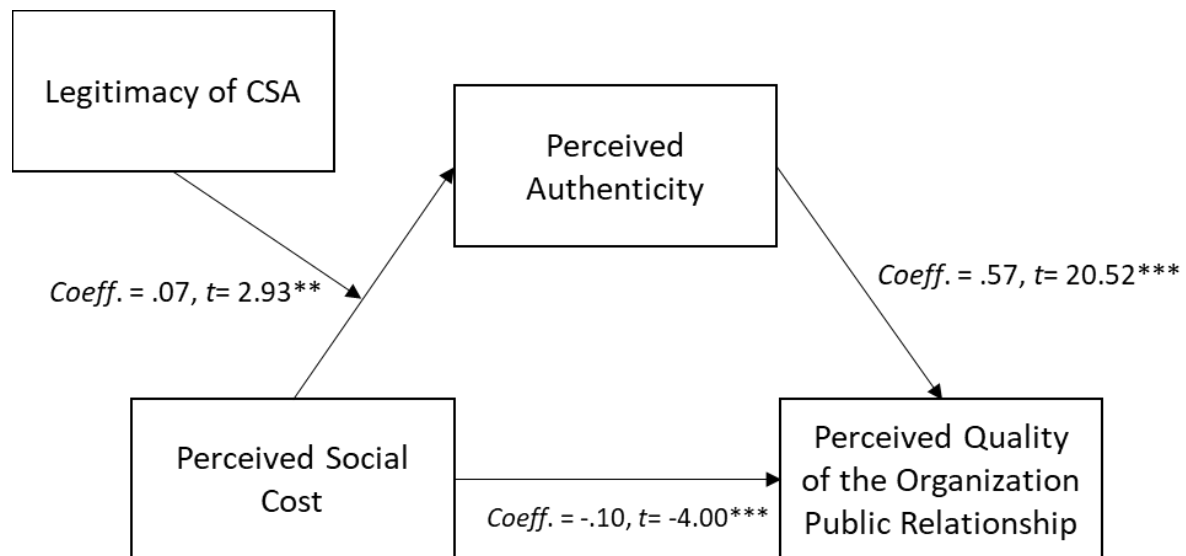 Legitimacy of CSA
Perceived
Authenticity
Coeff. = .07, t= 2.93**
Coeff. = .57, t= 20.52***
Perceived Social
Cost
Coeff. = -.10, t= -4.00***
Perceived Quality
of the Organization
Public Relationship